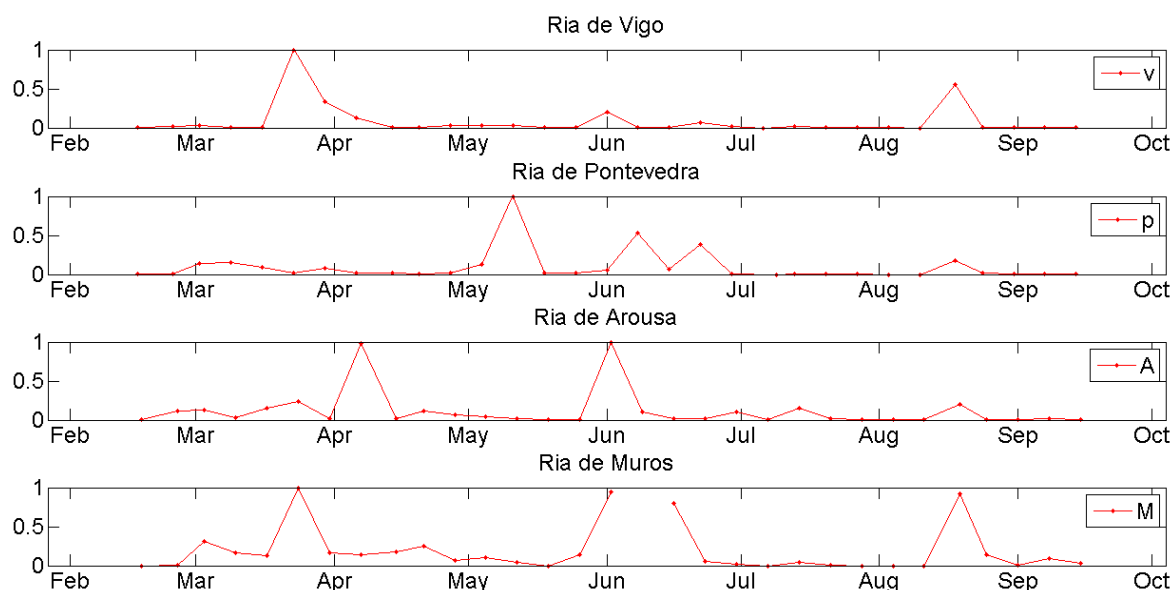 Ria de Vigo
1
0.5
0
v
Feb Mar Apr May Jun Jul Aug Sep Oct
Ria de Pontevedra
1
0.5
0
p
Feb Mar Apr May Jun Jul Aug Sep Oct
Ria de Arousa
1
0.5
0
A
Feb Mar Apr May Jun Jul Aug Sep Oct
Ria de Muros
1
0.5
0
M
Feb Mar Apr May Jun Jul Aug Sep Oct